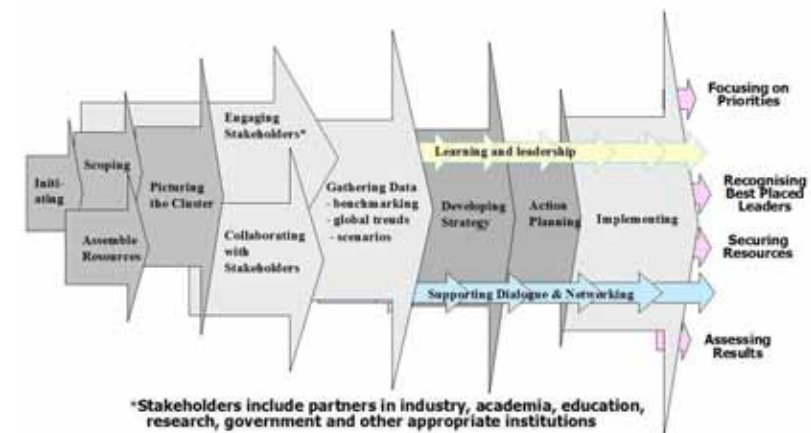 Initi-
ating
Scoping
Assemble
Resources
Picturing
the Cluster
Engaging
Stakeholders*
Collaborating
with
Stakeholders
Gathering Data
- benchmarking
- global trends
- scenarios
Learning and leadership
Developing
Strategy
Action
Planning
Implementing
Supporting Dialogue & Networking
Focusing on
Priorities
Recognising
Best Placed
Leaders
Securing
Resources
Assessing
Results
*Stakeholders include partners in industry, academia, education,
research, government and other appropriate institutions